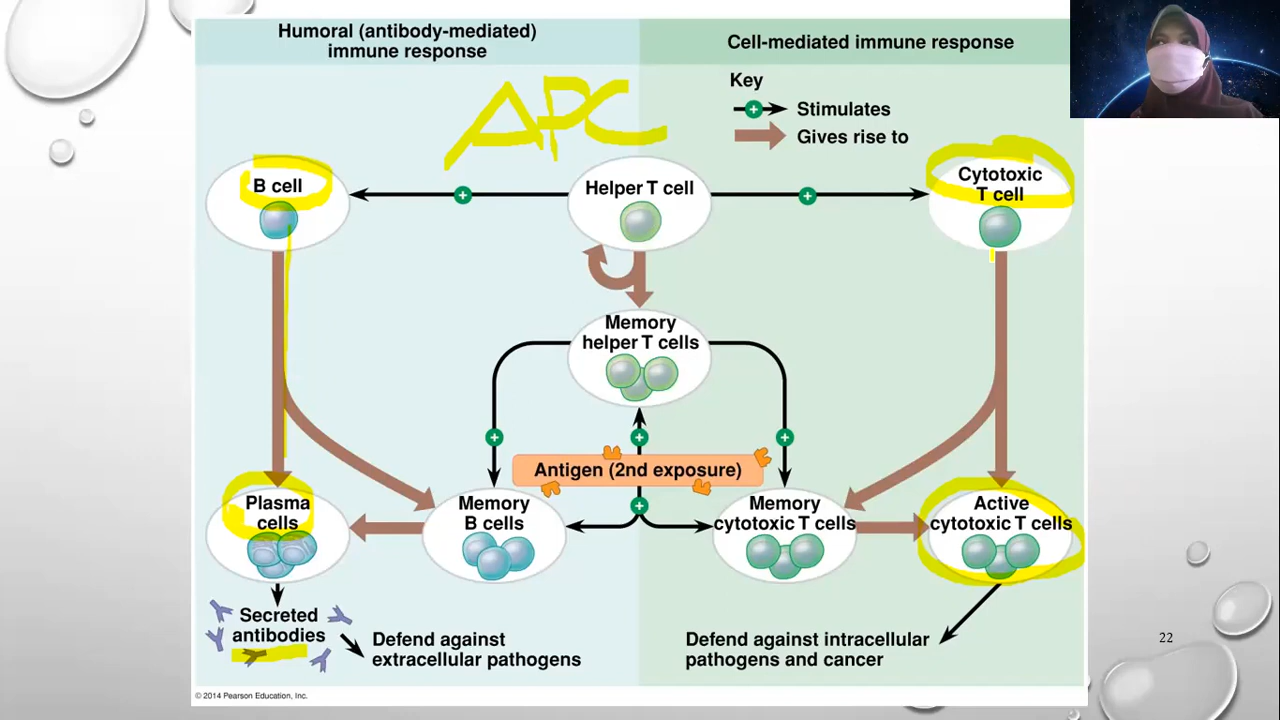 Humoral (antibody-mediated)
immune response
Cell-mediated immune response
Key
Stimulates
Gives rise to
APC
B cell
Helper T cell
Cytotoxic
T cell
Memory
helper T cells
Antigen (2nd exposure)
Plasma
cells
Memory
B cells
Memory
cytotoxic T cells
Active
cytotoxic T cells
Secreted
antibodies
Defend against
extracellular pathogens
Defend against intracellular
pathogens and cancer
22
© 2014 Pearson Education, Inc.